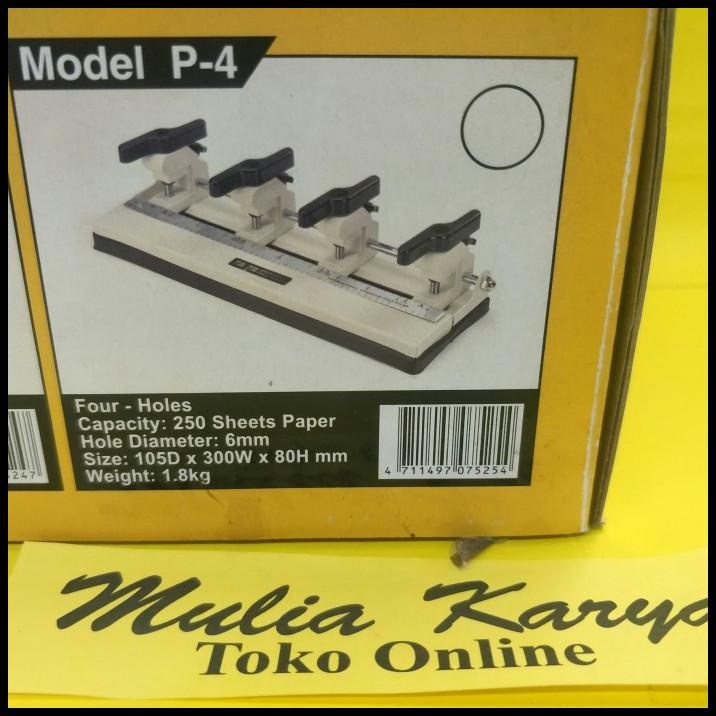 Model P-4
Four - Holes
Capacity: 250 Sheets Paper
Hole Diameter: 6mm
Size: 105D x 300W x 80H mm
Weight: 1.8kg
4 711497 075254
5247
Mulia Karya
Toko Online